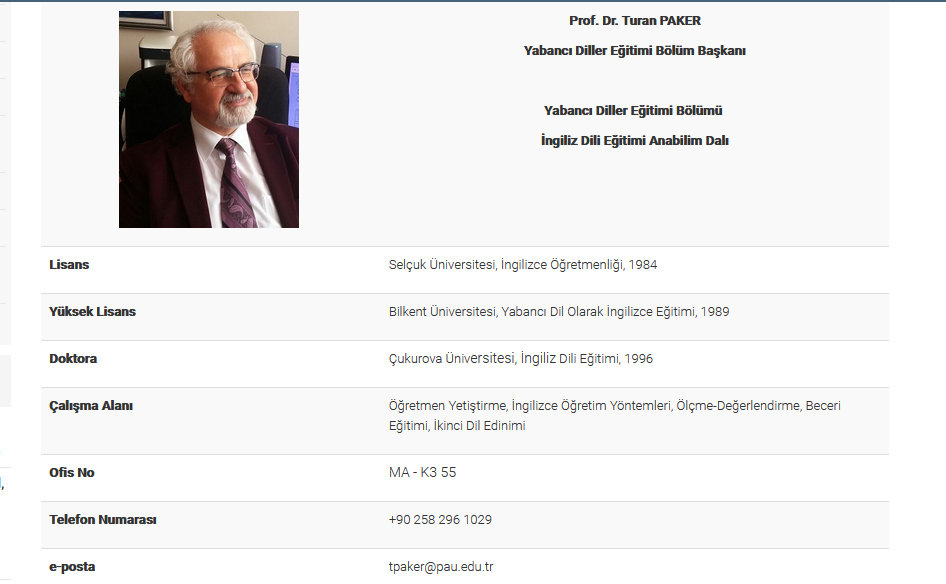 Prof. Dr. Turan PAKER
Yabancı Diller Eğitimi Bölüm Başkanı
Yabancı Diller Eğitimi Bölümü
İngiliz Dili Eğitimi Anabilim Dalı
Lisans
Selçuk Üniversitesi, İngilizce Öğretmenliği, 1984
Yüksek Lisans
Bilkent Üniversitesi, Yabancı Dil Olarak İngilizce Eğitimi, 1989
Doktora
Çukurova Üniversitesi, İngiliz Dili Eğitimi, 1996
Çalışma Alanı
Öğretmen Yetiştirme, İngilizce Öğretim Yöntemleri, Ölçme-Değerlendirme, Beceri
Eğitimi, İkinci Dil Edinimi
Ofis No
MA - K3 55
Telefon Numarası
+90 258 296 1029
e-posta
tpaker@pau.edu.tr